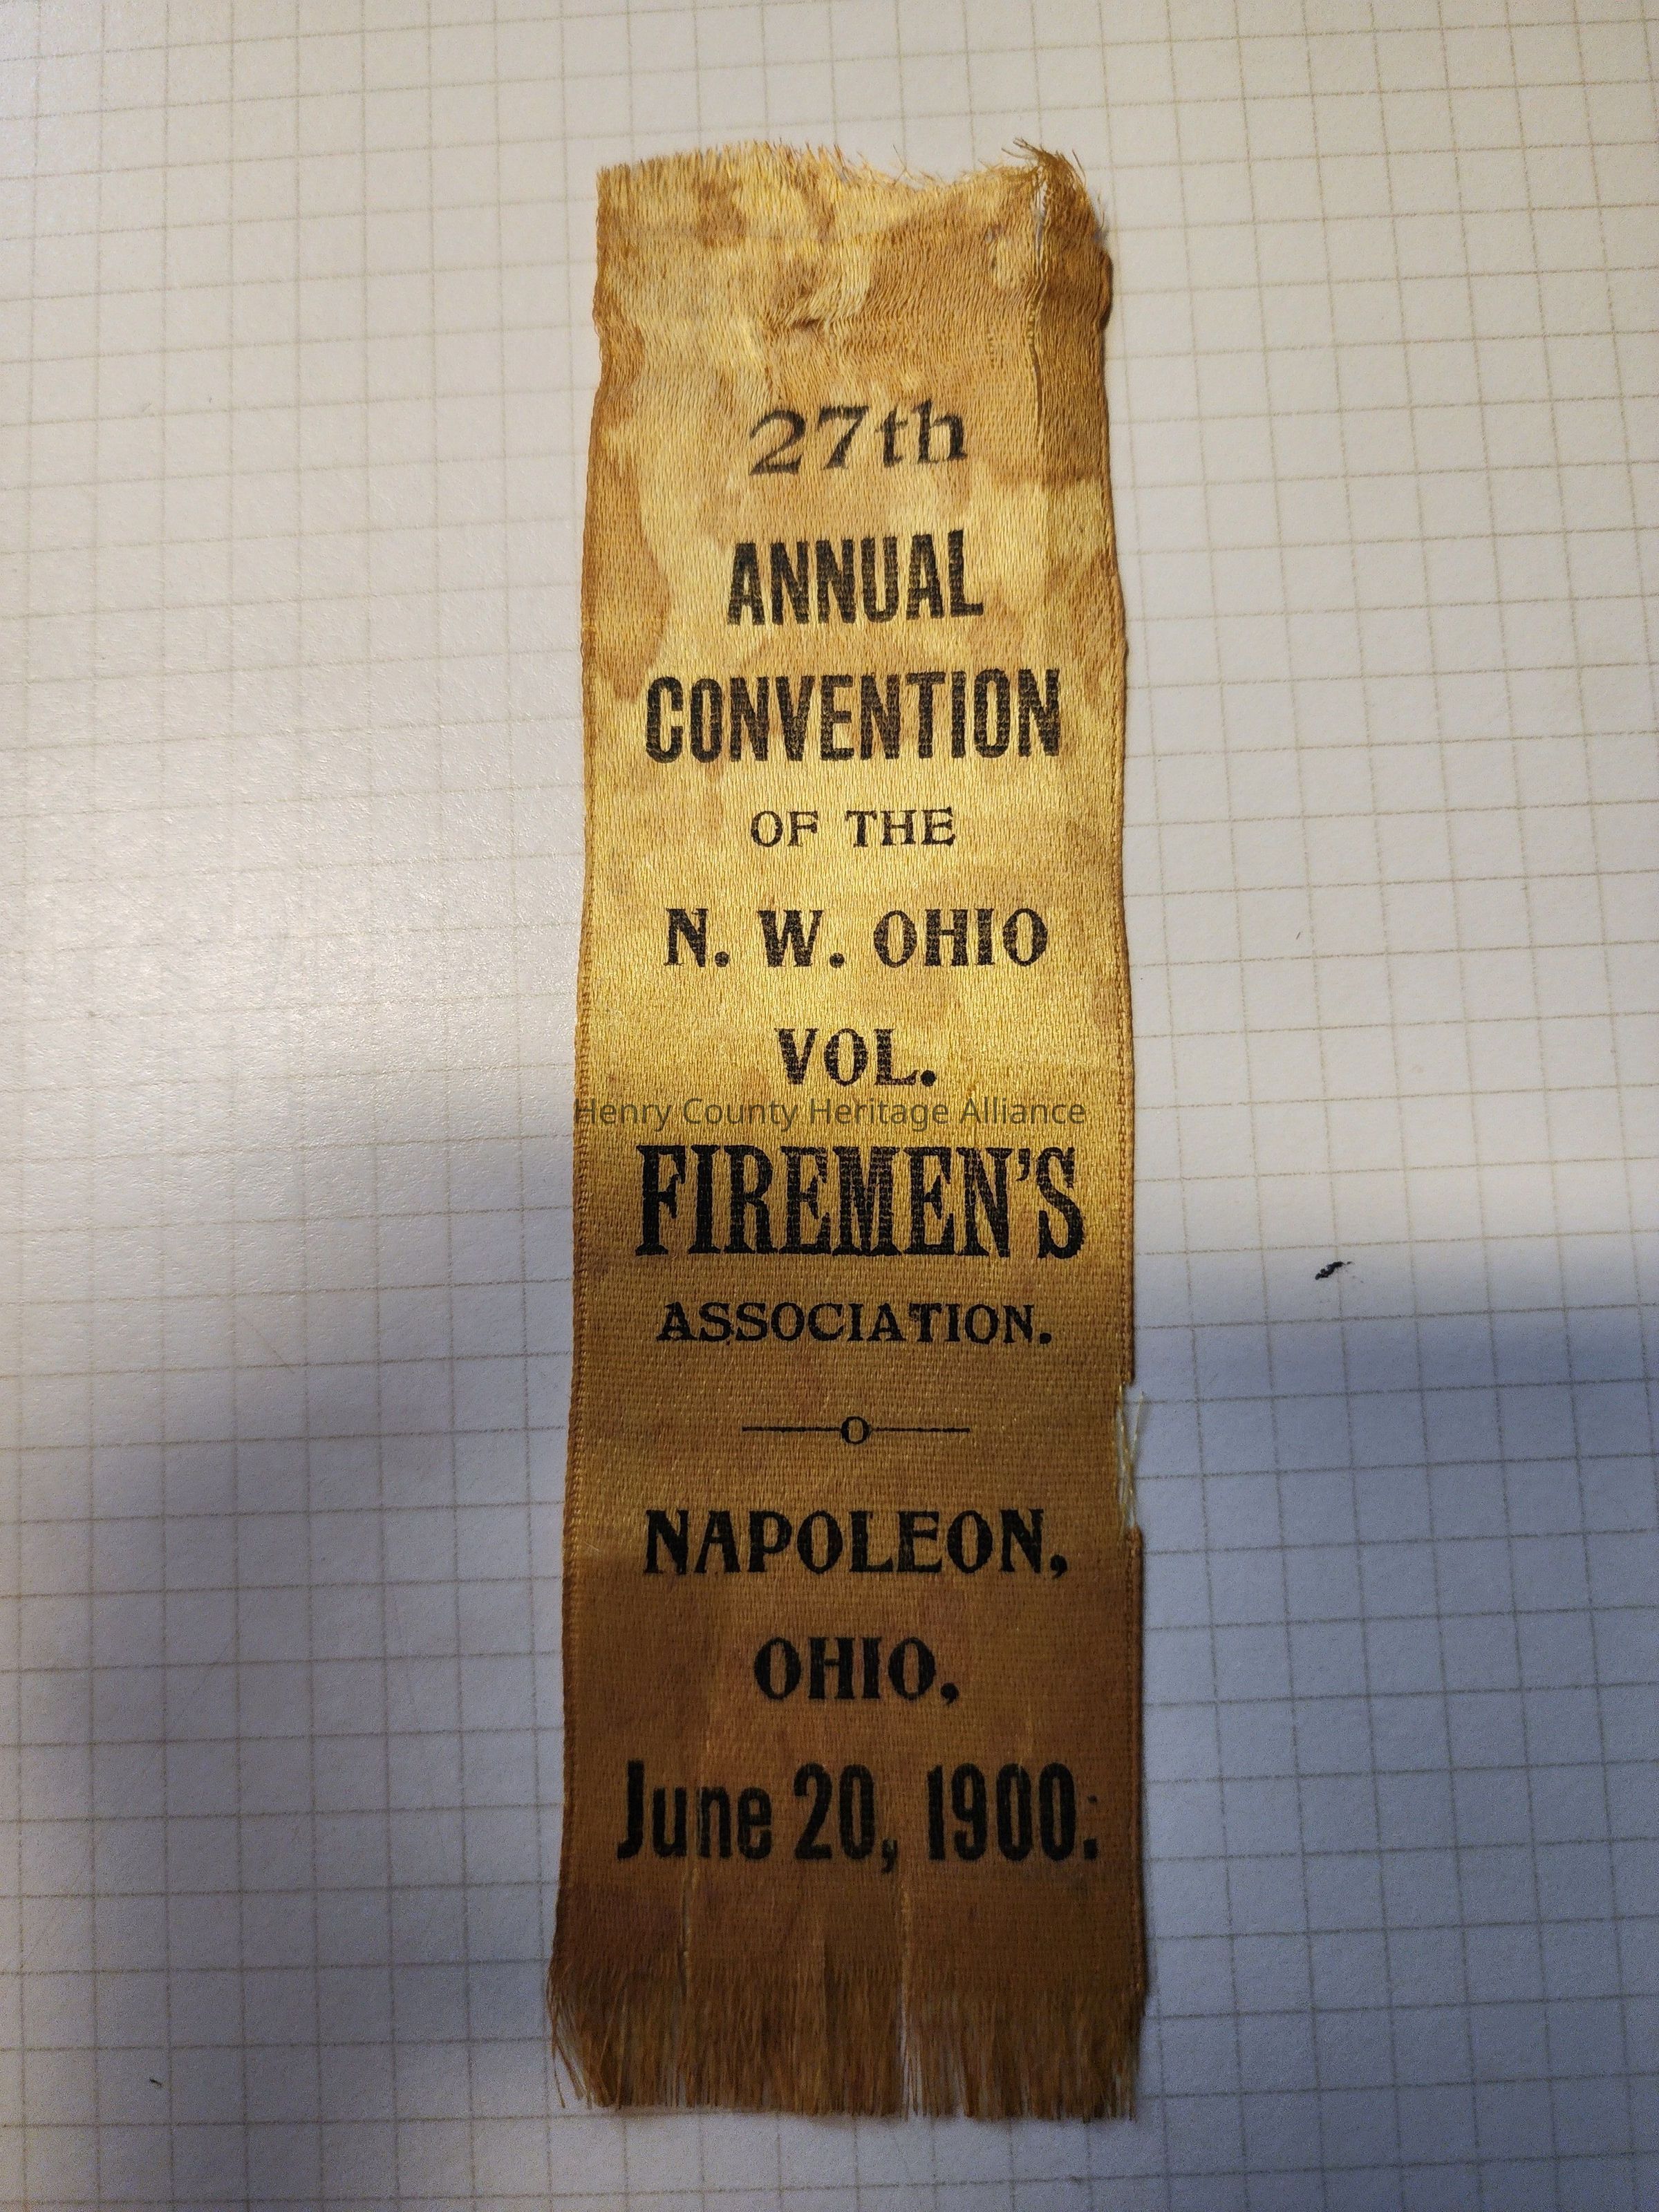 27th
ANNUAL
CONVENTION
OF THE
N. W. OHIO
VOL.
Henry County Heritage Alliance
FIREMEN'S
ASSOCIATION.
—o—
NAPOLEON,
OHIO,
June 20, 1900.